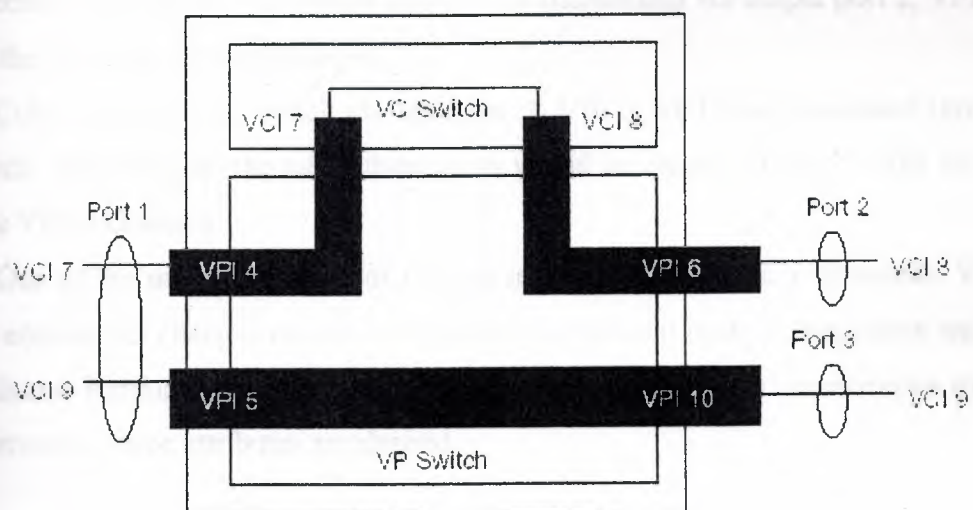 VC Switch
VCI 7
VCI 8
Port 1
Port 2
VCI 7
VPI 4
VPI 6
VCI 8
Port 3
VCI 9
VPI 5
VPI 10
VCI 9
VP Switch